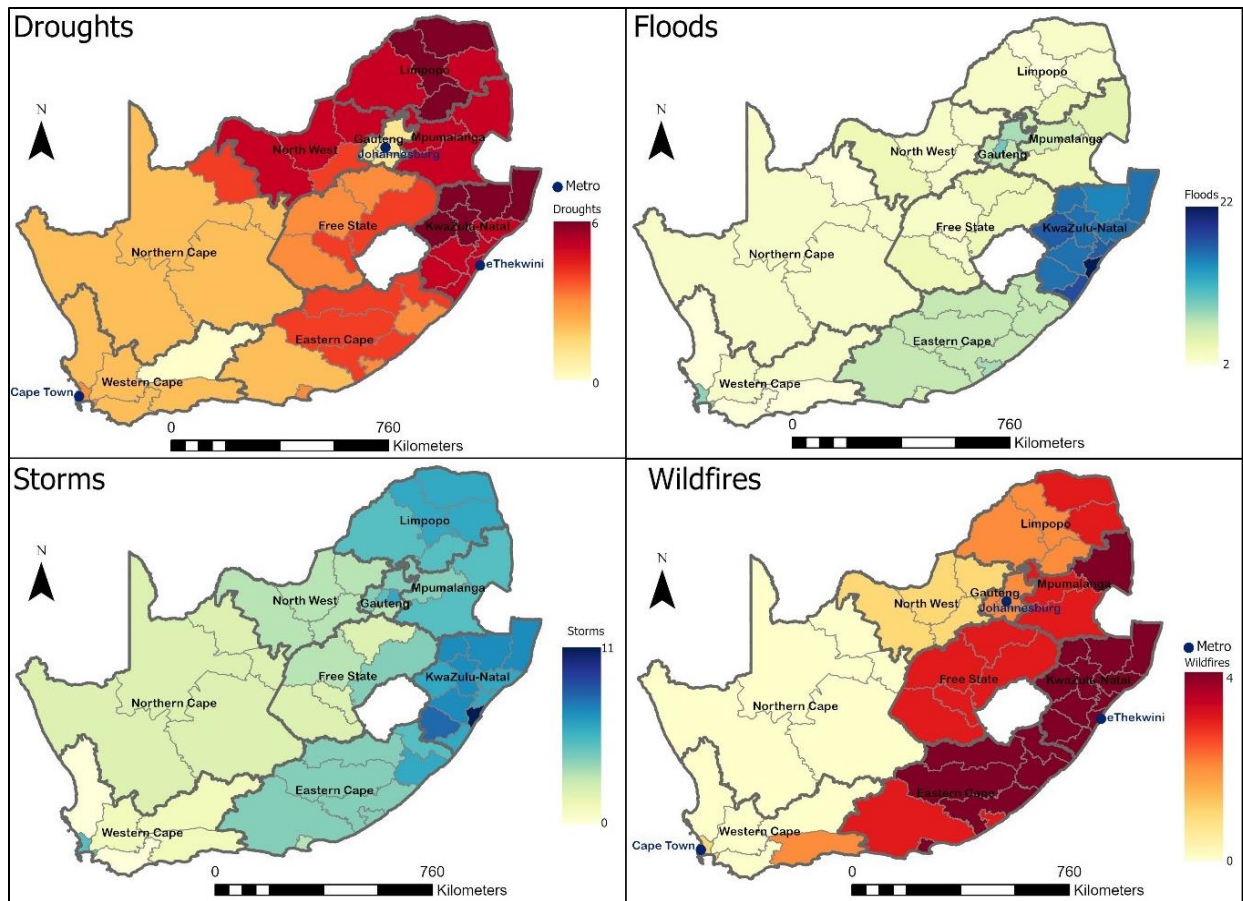 Droughts
N
Limpopo
North West
Gauteng
Mpumalanga
Johannesburg
Free State
KwaZulu-Natal
eThekwini
Northern Cape
Eastern Cape
Western Cape
Cape Town
Metro
Droughts
6
0
0 760
Kilometers
Floods
N
Limpopo
North West
Mpumalanga
Gauteng
Free State
KwaZulu-Natal
Northern Cape
Eastern Cape
Western Cape
Floods
22
2
0 760
Kilometers
Storms
N
Limpopo
North West
Mpumalanga
Gauteng
Free State
KwaZulu-Natal
Northern Cape
Eastern Cape
Western Cape
Storms
11
0
0 760
Kilometers
Wildfires
N
Limpopo
North West
Gauteng
Mpumalanga
Johannesburg
Free State
KwaZulu-Natal
eThekwini
Northern Cape
Eastern Cape
Western Cape
Cape Town
Metro
Wildfires
4
0
0 760
Kilometers